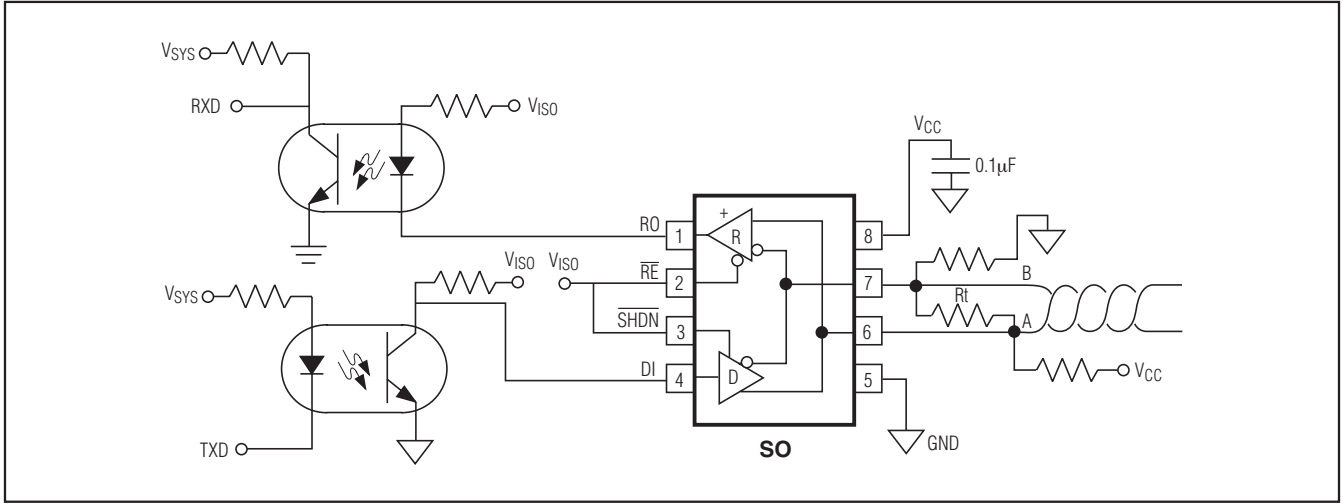 VSYS
RXD
VISO
VCC
0.1µF
RO
1
+
R
8
VISO
VISO
RE
2
7
B
VSYS
Rt
SHDN
3
6
A
DI
4
D
5
VCC
TXD
GND
SO